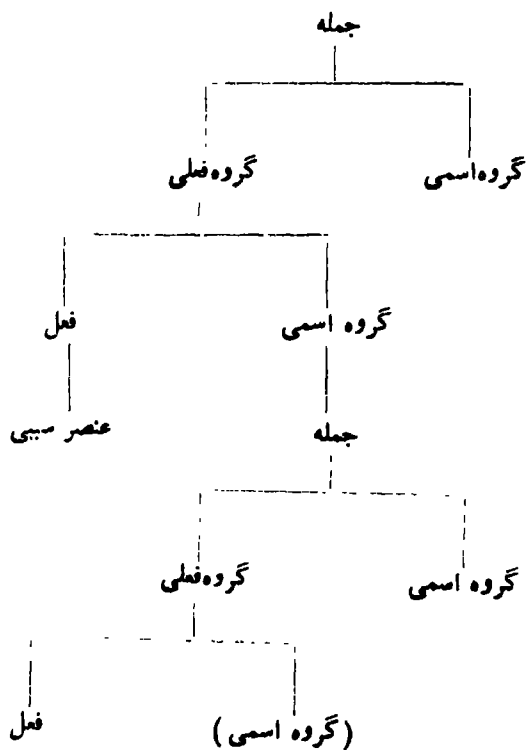 جمله
گروه اسمی گروه فعلی
گروه اسمی فعل
جمله عنصر سببی
گروه اسمی گروه فعلی
(گروه اسمی) فعل